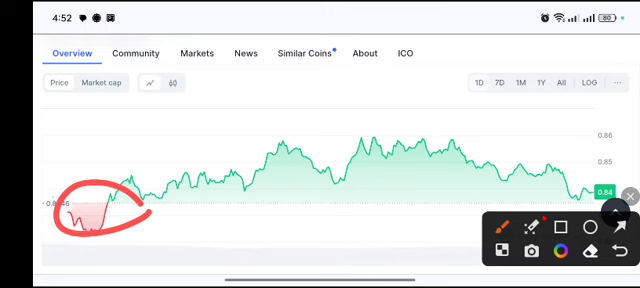 4:52 80
Overview Community Markets News Similar Coins About ICO
Price Market cap 1D 7D 1M 1Y All LOG ...
0.86
0.85
0.84